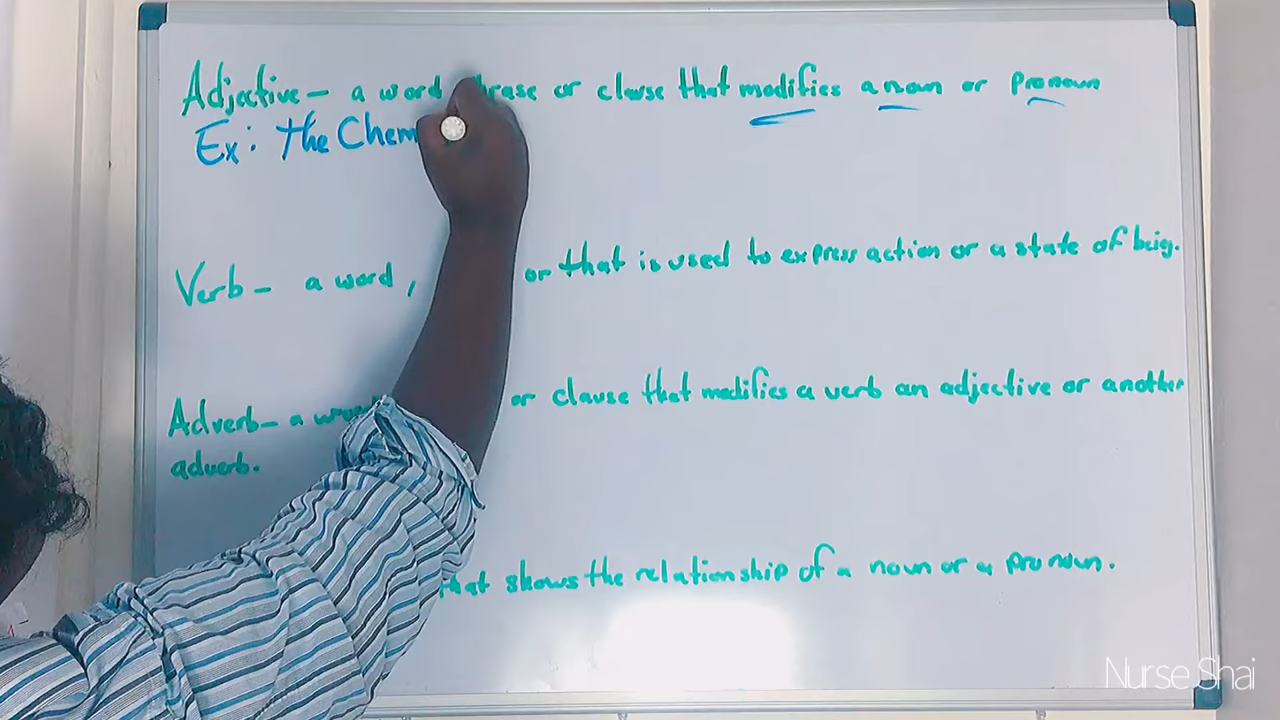 Adjective - a word phrase or clause that modifies a noun or pronoun
Ex: The Chem
Verb - a word, or that is used to express action or a state of beig.
Adverb - a word or clause that modifies a verb an adjective or another
adverb.
that shows the relationship of a noun or a pronoun.
Nurse Shai